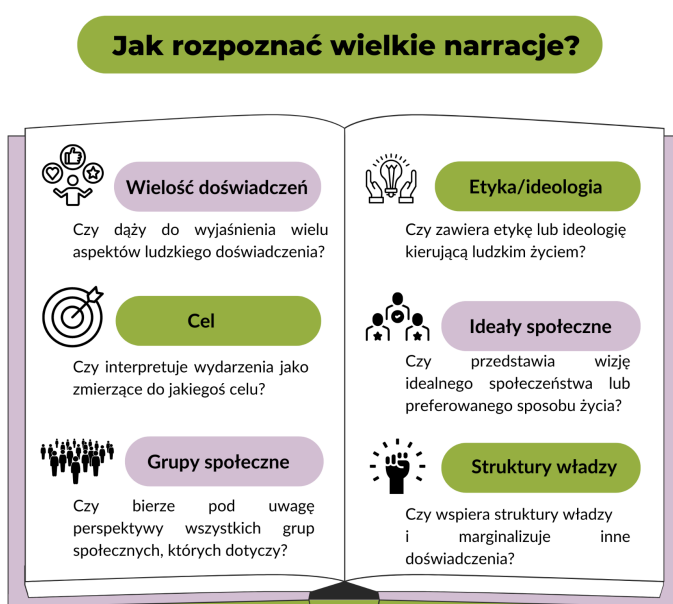 Jak rozpoznać wielkie narracje?
Wielość doświadczeń
Czy dąży do wyjaśnienia wielu
aspektów ludzkiego doświadczenia?
Cel
Czy interpretuje wydarzenia jako
zmierzące do jakiegoś celu?
Grupy społeczne
Czy bierze pod uwagę
perspektywy wszystkich grup
społecznych, których dotyczy?
Etyka/ideologia
Czy zawiera etykę lub ideologię
kierującą ludzkim życiem?
Ideały społeczne
Czy przedstawia wizję
idealnego społeczeństwa lub
preferowanego sposobu życia?
Struktury władzy
Czy wspiera struktury władzy
i marginalizuje inne
doświadczenia?